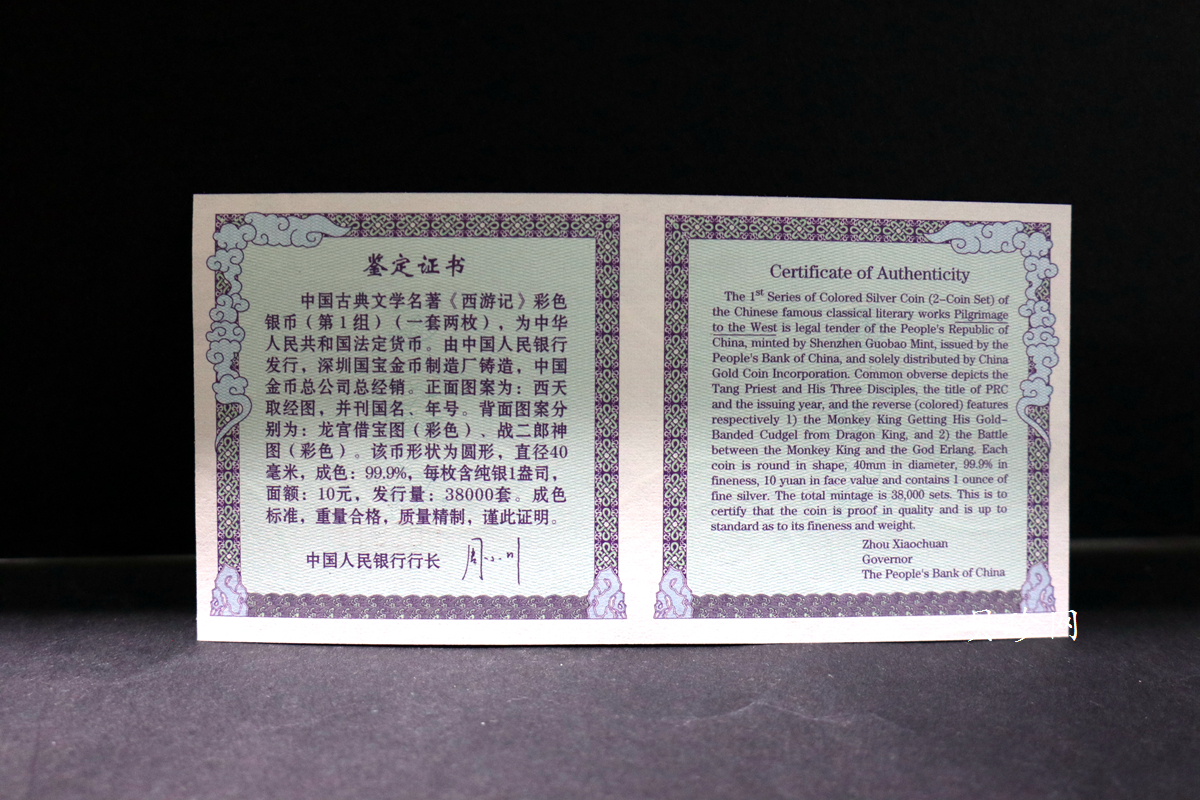 鉴定证书
中国古典文学名著《西游记》彩色
银币（第1组）（一套两枚），为中华
人民共和国法定货币。由中国人民银行
发行，深圳国宝金币制造厂铸造，中国
金币总公司总经销。正面图案为：西天
取经图，并刊国名、年号。背面图案分
别为：龙宫借宝图（彩色）、战二郎神
图（彩色）。该币形状为圆形，直径40
毫米，成色：99.9%，每枚含纯银1盎司，
面额：10元，发行量：38000套。成色
标准，重量合格，质量精制，谨此证明。
中国人民银行行长 周小川
Certificate of Authenticity
The 1st Series of Colored Silver Coin (2-Coin Set) of
the Chinese famous classical literary works Pilgrimage
to the West is legal tender of the People's Republic of
China, minted by Shenzhen Guobao Mint, issued by the
People's Bank of China, and solely distributed by China
Gold Coin Incorporation. Common obverse depicts the
Tang Priest and His Three Disciples, the title of PRC
and the issuing year, and the reverse (colored) features
respectively 1) the Monkey King Getting His Gold-
Banded Cudgel from Dragon King, and 2) the Battle
between the Monkey King and the God Erlang. Each
coin is round in shape, 40mm in diameter, 99.9% in
fineness, 10 yuan in face value and contains 1 ounce of
fine silver. The total mintage is 38,000 sets. This is to
certify that the coin is proof in quality and is up to
standard as to its fineness and weight.
Zhou Xiaochuan
Governor
The People's Bank of China